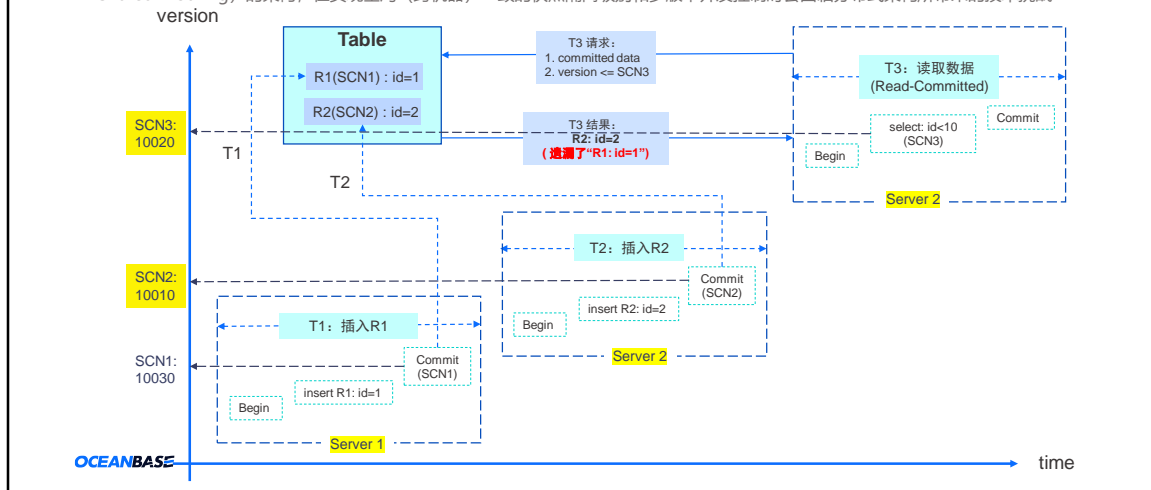 version
Table
R1(SCN1) : id=1
R2(SCN2) : id=2
T3 请求：
1. committed data
2. version <= SCN3
T3 结果：
R2: id=2
( 遗漏了“R1: id=1”)
T3：读取数据
(Read-Committed)
Commit
select: id<10
(SCN3)
Begin
Server 2
SCN3:
10020
T1
T2
T2：插入R2
Commit
(SCN2)
insert R2: id=2
Begin
Server 2
SCN2:
10010
T1：插入R1
Commit
(SCN1)
insert R1: id=1
Begin
Server 1
SCN1:
10030
OCEANBASE
time